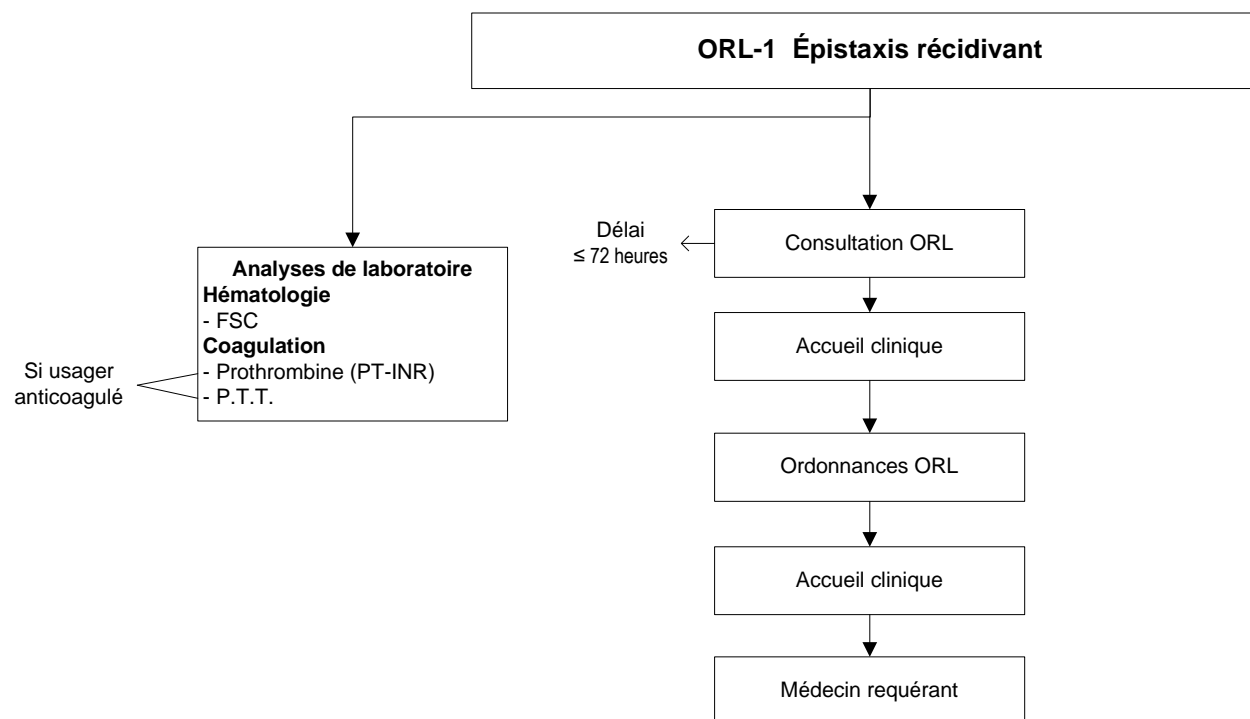 ORL-1 Épistaxis récidivant
Délai
≤ 72 heures
Consultation ORL
Analyses de laboratoire
Hématologie
- FSC
Coagulation
- Prothrombine (PT-INR)
- P.T.T.
Si usager
anticoagulé
Accueil clinique
Ordonnances ORL
Accueil clinique
Médecin requérant